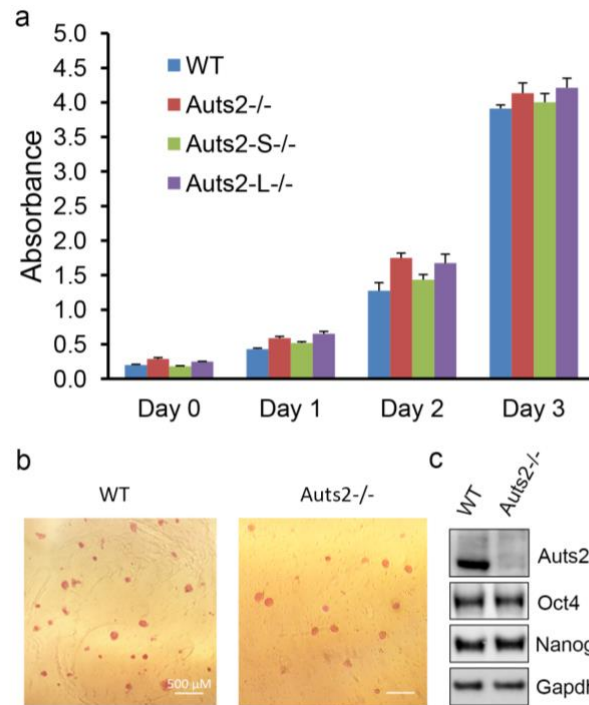 a
5.0
4.5
4.0
3.5
3.0
2.5
2.0
1.5
1.0
0.5
0.0
Absorbance
WT
Auts2-/-
Auts2-S-/-
Auts2-L-/-
Day 0 Day 1 Day 2 Day 3
b
WT Auts2-/-
500 µM
c
WT Auts2-/-
Auts2
Oct4
Nanog
Gapdh